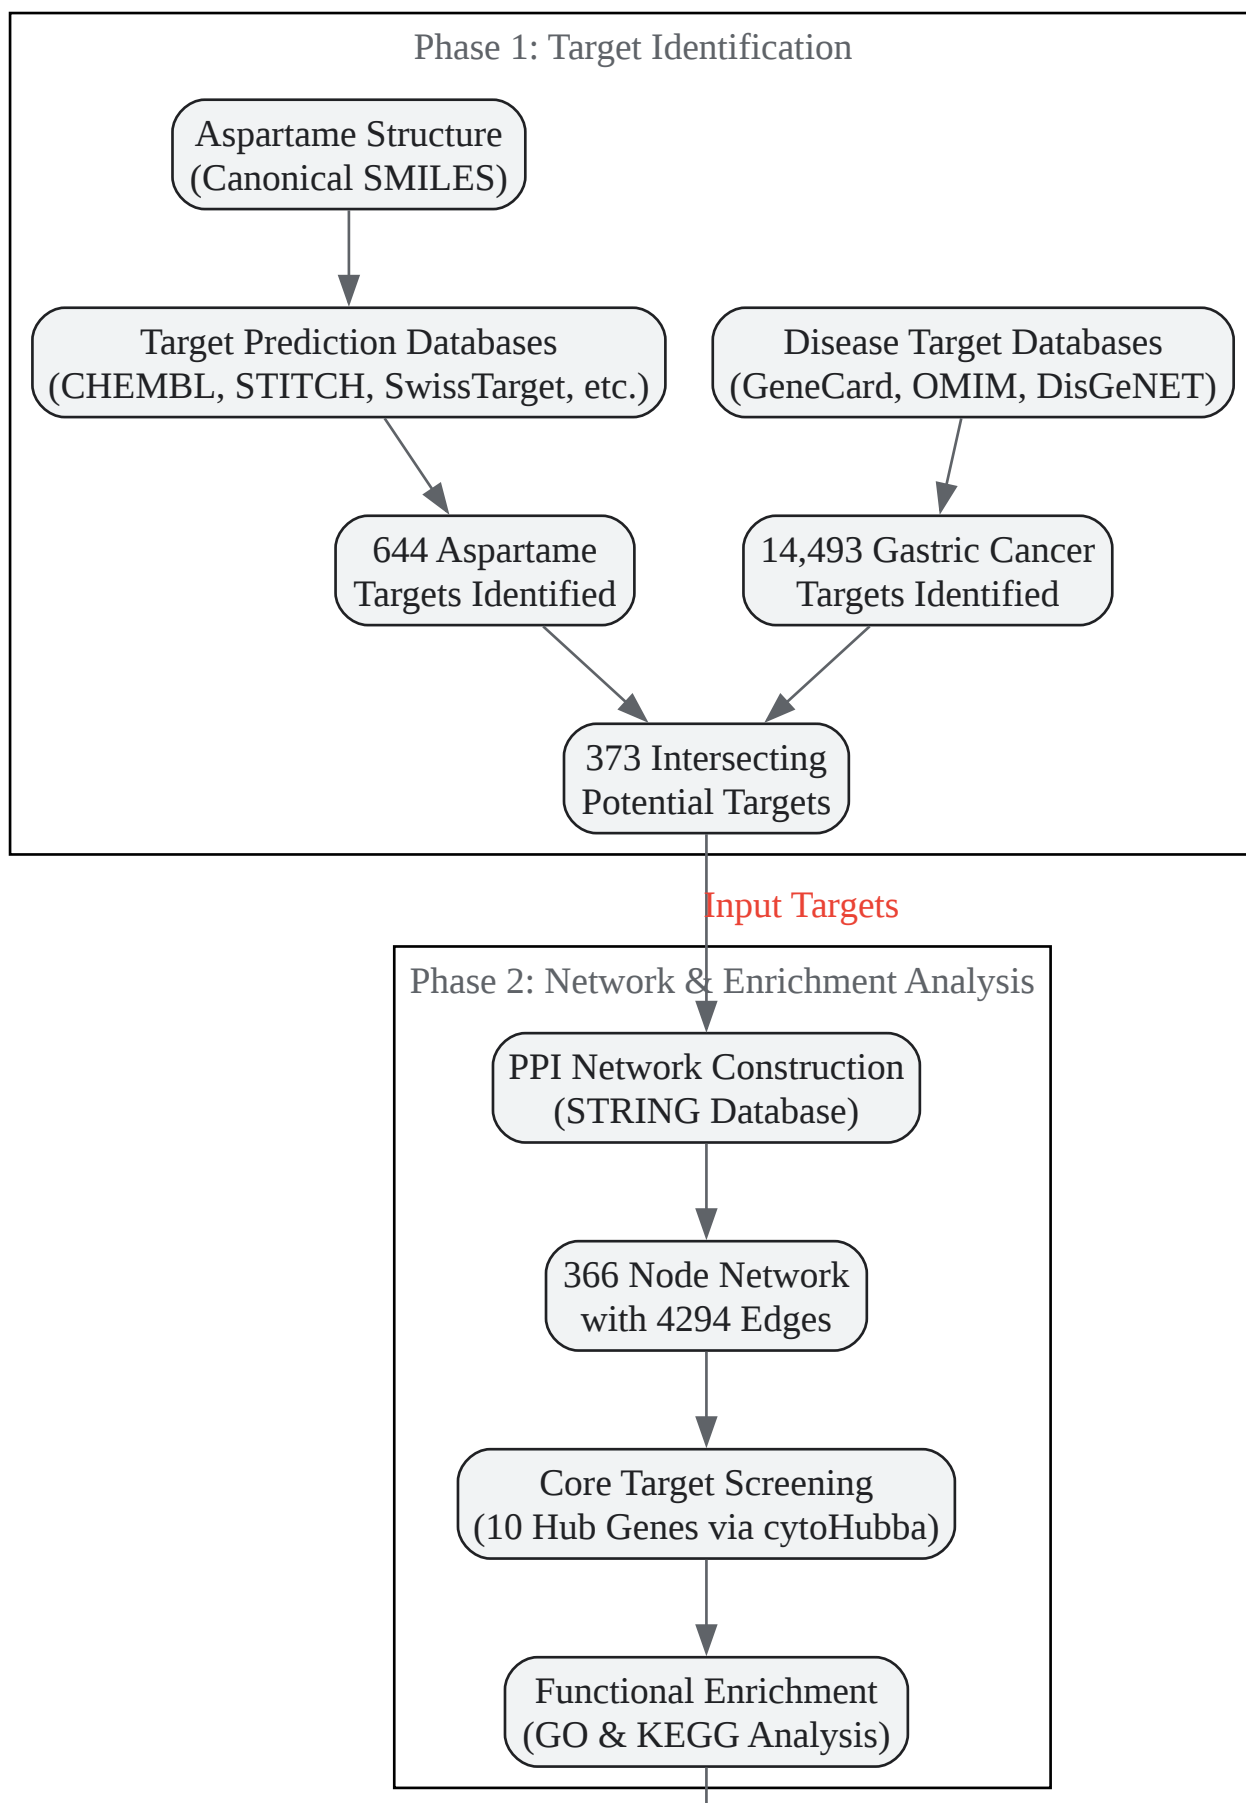 Phase 1: Target Identification
Aspartame Structure
(Canonical SMILES)
Target Prediction Databases
(CHEMBL, STITCH, SwissTarget, etc.)
Disease Target Databases
(GeneCard, OMIM, DisGeNET)
644 Aspartame
Targets Identified
14,493 Gastric Cancer
Targets Identified
373 Intersecting
Potential Targets
Input Targets
Phase 2: Network & Enrichment Analysis
PPI Network Construction
(STRING Database)
366 Node Network
with 4294 Edges
Core Target Screening
(10 Hub Genes via cytoHubba)
Functional Enrichment
(GO & KEGG Analysis)